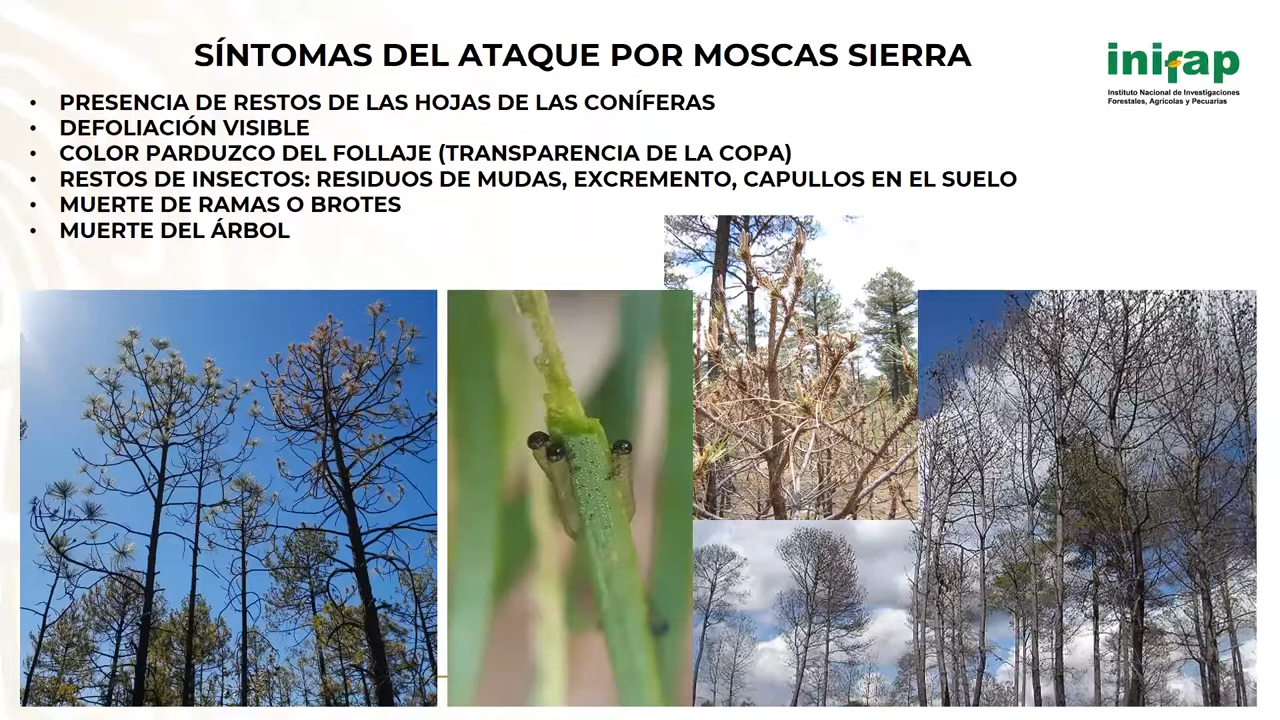 SÍNTOMAS DEL ATAQUE POR MOSCAS SIERRA
inifap
Instituto Nacional de Investigaciones
Forestales, Agrícolas y Pecuarias
• PRESENCIA DE RESTOS DE LAS HOJAS DE LAS CONÍFERAS
• DEFOLIACIÓN VISIBLE
• COLOR PARDUZCO DEL FOLLAJE (TRANSPARENCIA DE LA COPA)
• RESTOS DE INSECTOS: RESIDUOS DE MUDAS, EXCREMENTO, CAPULLOS EN EL SUELO
• MUERTE DE RAMAS O BROTES
• MUERTE DEL ÁRBOL